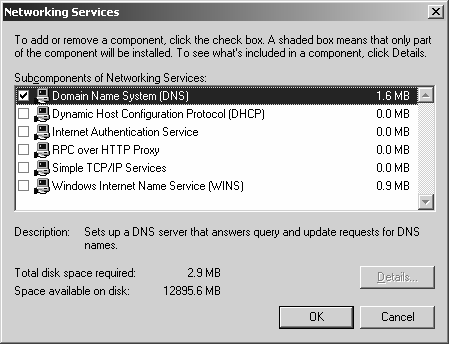 Networking Services
To add or remove a component, click the check box. A shaded box means that only part
of the component will be installed. To see what's included in a component, click Details.
Subcomponents of Networking Services:
Domain Name System (DNS) 1.6 MB
Dynamic Host Configuration Protocol (DHCP) 0.0 MB
Internet Authentication Service 0.0 MB
RPC over HTTP Proxy 0.0 MB
Simple TCP/IP Services 0.0 MB
Windows Internet Name Service (WINS) 0.9 MB
Description: Sets up a DNS server that answers query and update requests for DNS
names.
Total disk space required: 2.9 MB
Space available on disk: 12895.6 MB
Details...
OK Cancel